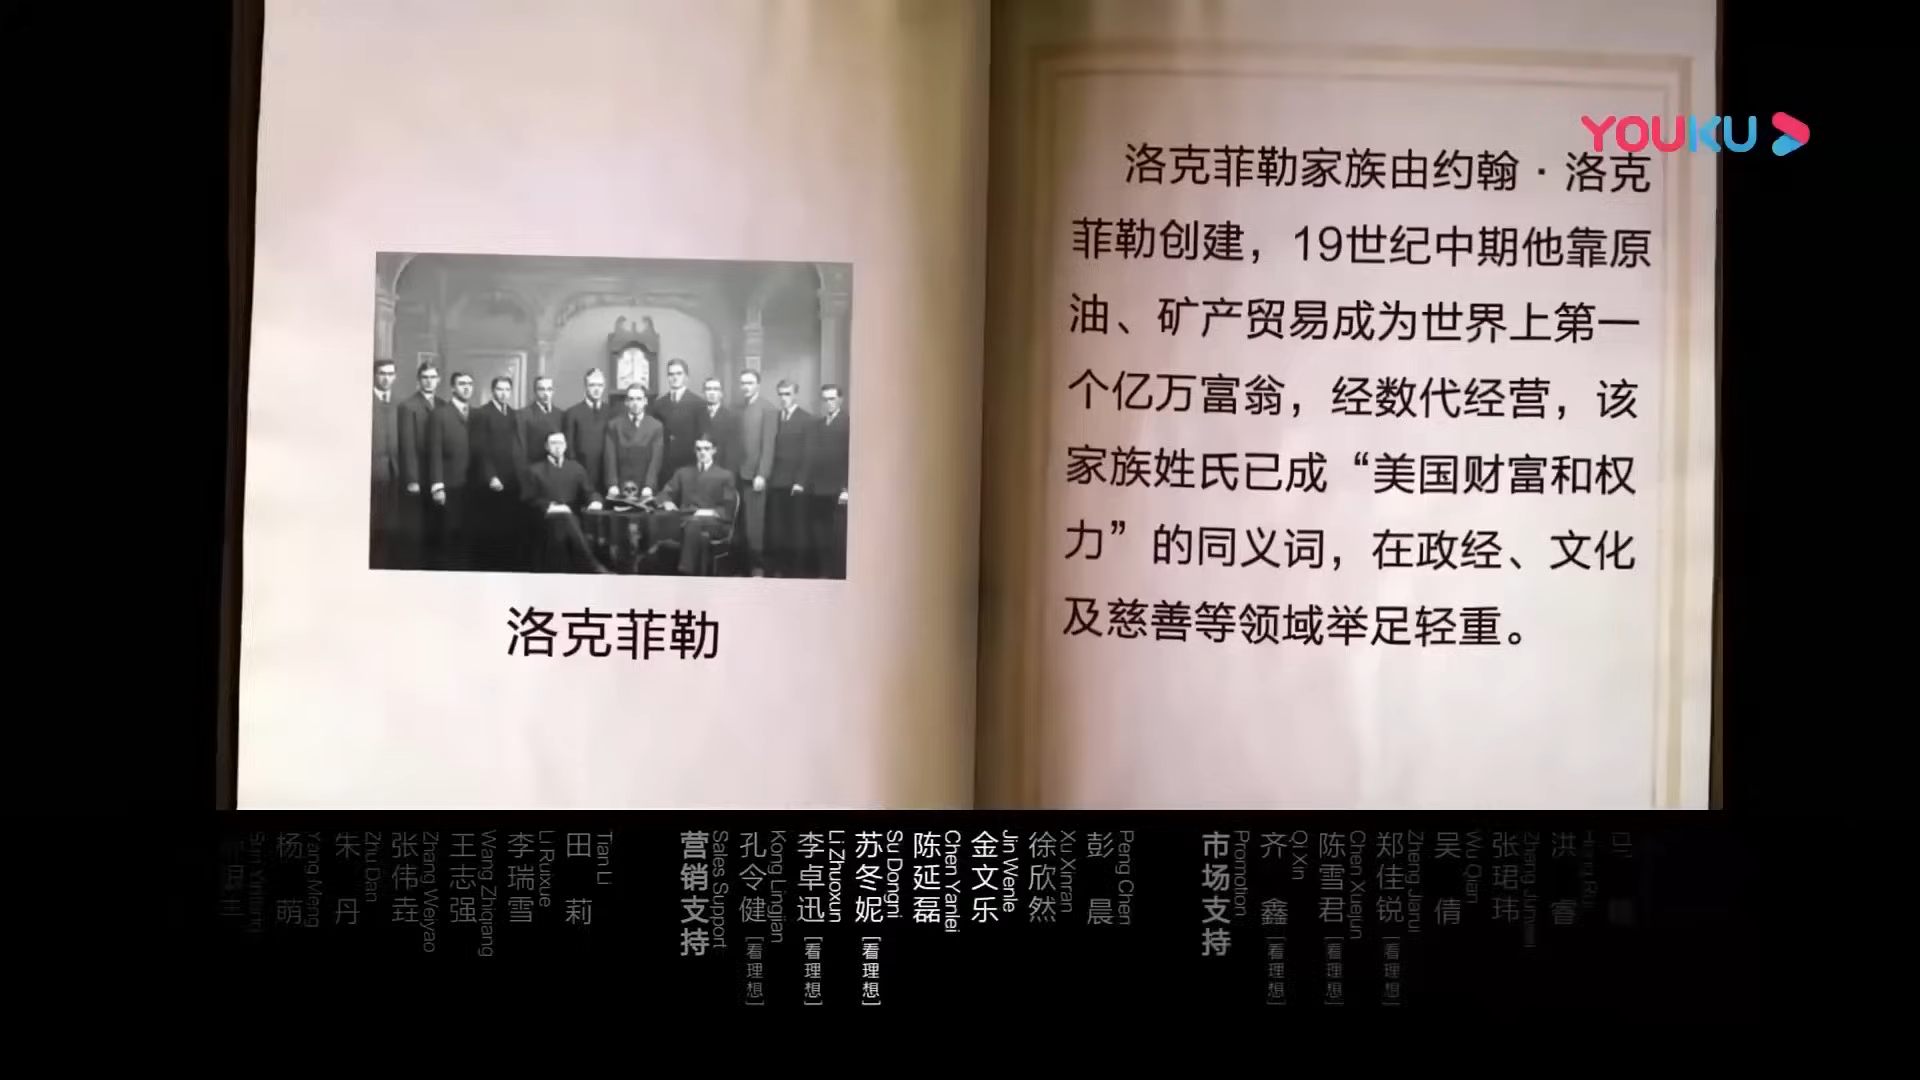 YOUKU
洛克菲勒家族由约翰·洛克
菲勒创建，19世纪中期他靠原
油、矿产贸易成为世界上第一
个亿万富翁，经数代经营，该
家族姓氏已成“美国财富和权
力”的同义词，在政经、文化
及慈善等领域举足轻重。
洛克菲勒
杨 萌
Yang Meng
朱 丹
Zhu Dan
张伟垚
Zhang Weiyao
王志强
Wang Zhiqiang
李瑞雪
Li Ruixue
田 莉
Tian Li
营销支持
Sales Support
孔令健[看理想]
Kong Lingjian
李卓迅[看理想]
Li Zhuoxun
苏冬妮[看理想]
Su Dongni
陈延磊
Chen Yanlei
金文乐
Jin Wenle
徐欣然
Xu Xinran
彭 晨
Peng Chen
市场支持
Promotion
齐 鑫[看理想]
Qi Xin
陈雪君[看理想]
Chen Xuejun
郑佳锐[看理想]
Zheng Jiarui
吴 倩
Wu Qian
张珺玮
Zhang Junwei
洪 睿